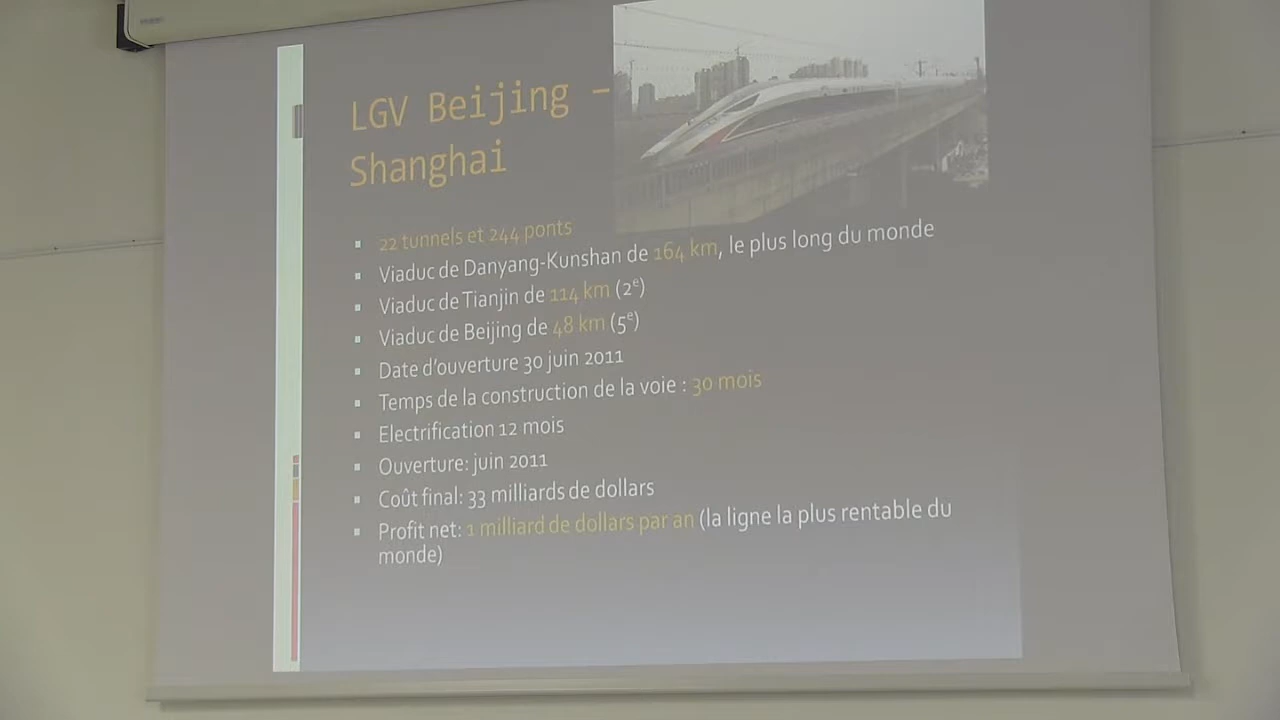 LGV Beijing –
Shanghai
22 tunnels et 244 ponts
Viaduc de Danyang-Kunshan de 164 km, le plus long du monde
Viaduc de Tianjin de 114 km (2e)
Viaduc de Beijing de 48 km (5e)
Date d'ouverture 30 juin 2011
Temps de la construction de la voie : 30 mois
Electrification 12 mois
Ouverture: juin 2011
Coût final: 33 milliards de dollars
Profit net: 1 milliard de dollars par an (la ligne la plus rentable du
monde)